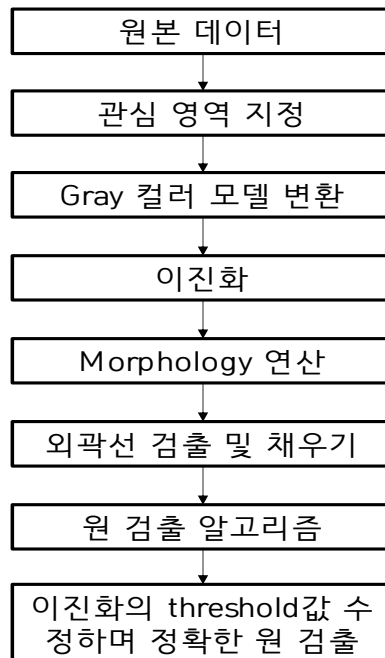 원본 데이터
관심 영역 지정
Gray 컬러 모델 변환
이진화
Morphology 연산
외곽선 검출 및 채우기
원 검출 알고리즘
이진화의 threshold값 수
정하며 정확한 원 검출